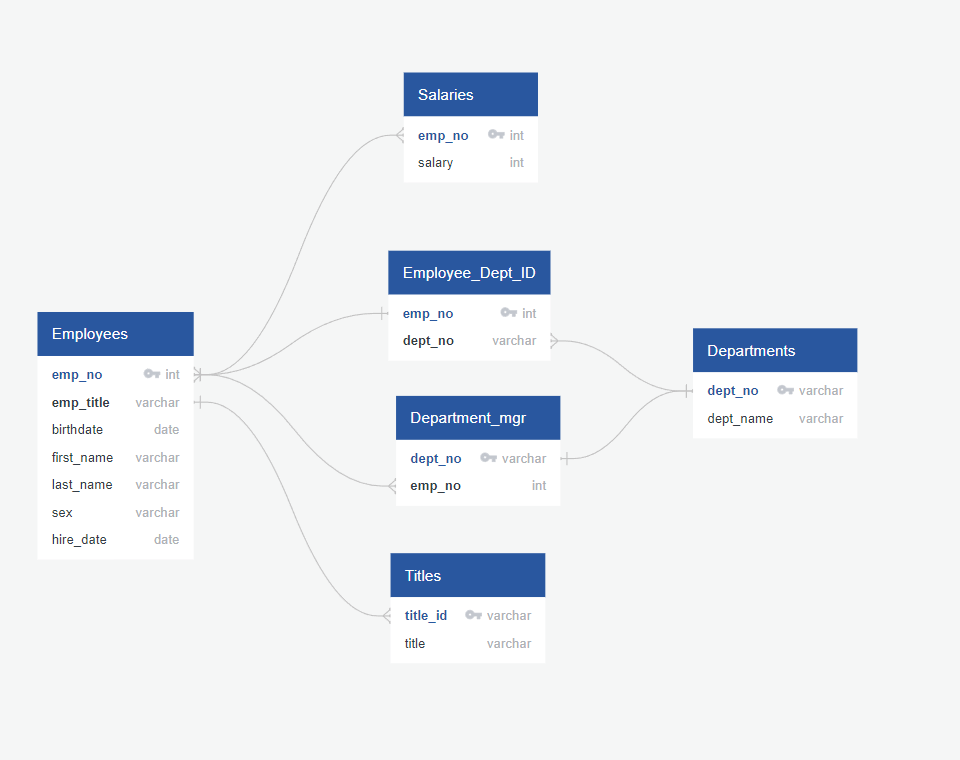 Salaries
emp_no int
salary int
Employee_Dept_ID
emp_no int
dept_no varchar
Employees
emp_no int
emp_title varchar
birthdate date
first_name varchar
last_name varchar
sex varchar
hire_date date
Departments
dept_no varchar
dept_name varchar
Department_mgr
dept_no varchar
emp_no int
Titles
title_id varchar
title varchar